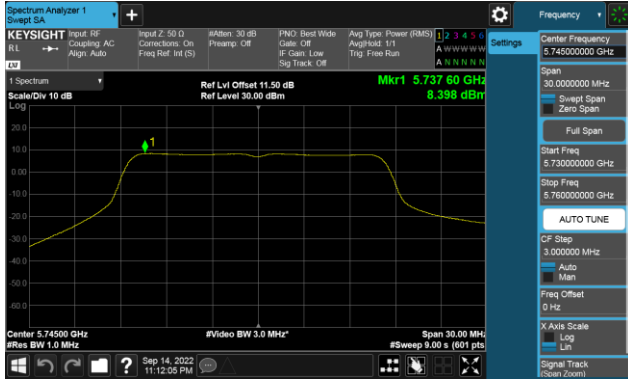 Spectrum Analyzer 1
Swept SA
Frequency
KEYSIGHT
Input: RF
Coupling: AC
Align: Auto
Input Z: 50 Ω
Corrections: On
Freq Ref: Int (S)
#Atten: 30 dB
Preamp: Off
PNO: Best Wide
Gate: Off
IF Gain: Low
Sig Track: Off
Avg Type: Power (RMS)
Avg|Hold: 1/1
Trig: Free Run
1 2 3 4 5 6
A W W W W W
A N N N N N
RL
LXI
Settings
Center Frequency
5.745000000 GHz
Span
30.0000000 MHz
Swept Span
Zero Span
Full Span
Start Freq
5.730000000 GHz
Stop Freq
5.760000000 GHz
AUTO TUNE
CF Step
3.000000 MHz
Auto
Man
Freq Offset
0 Hz
X Axis Scale
Log
Lin
Signal Track
(Span Zoom)
1 Spectrum
Scale/Div 10 dB
Log
Ref Lvl Offset 11.50 dB
Ref Level 30.00 dBm
Mkr1 5.737 60 GHz
8.398 dBm
1
20.0
10.0
0.00
-10.0
-20.0
-30.0
-40.0
-50.0
-60.0
Center 5.74500 GHz
#Res BW 1.0 MHz
#Video BW 3.0 MHz*
Span 30.00 MHz
#Sweep 9.00 s (601 pts)
?
Sep 14, 2022
11:12:05 PM